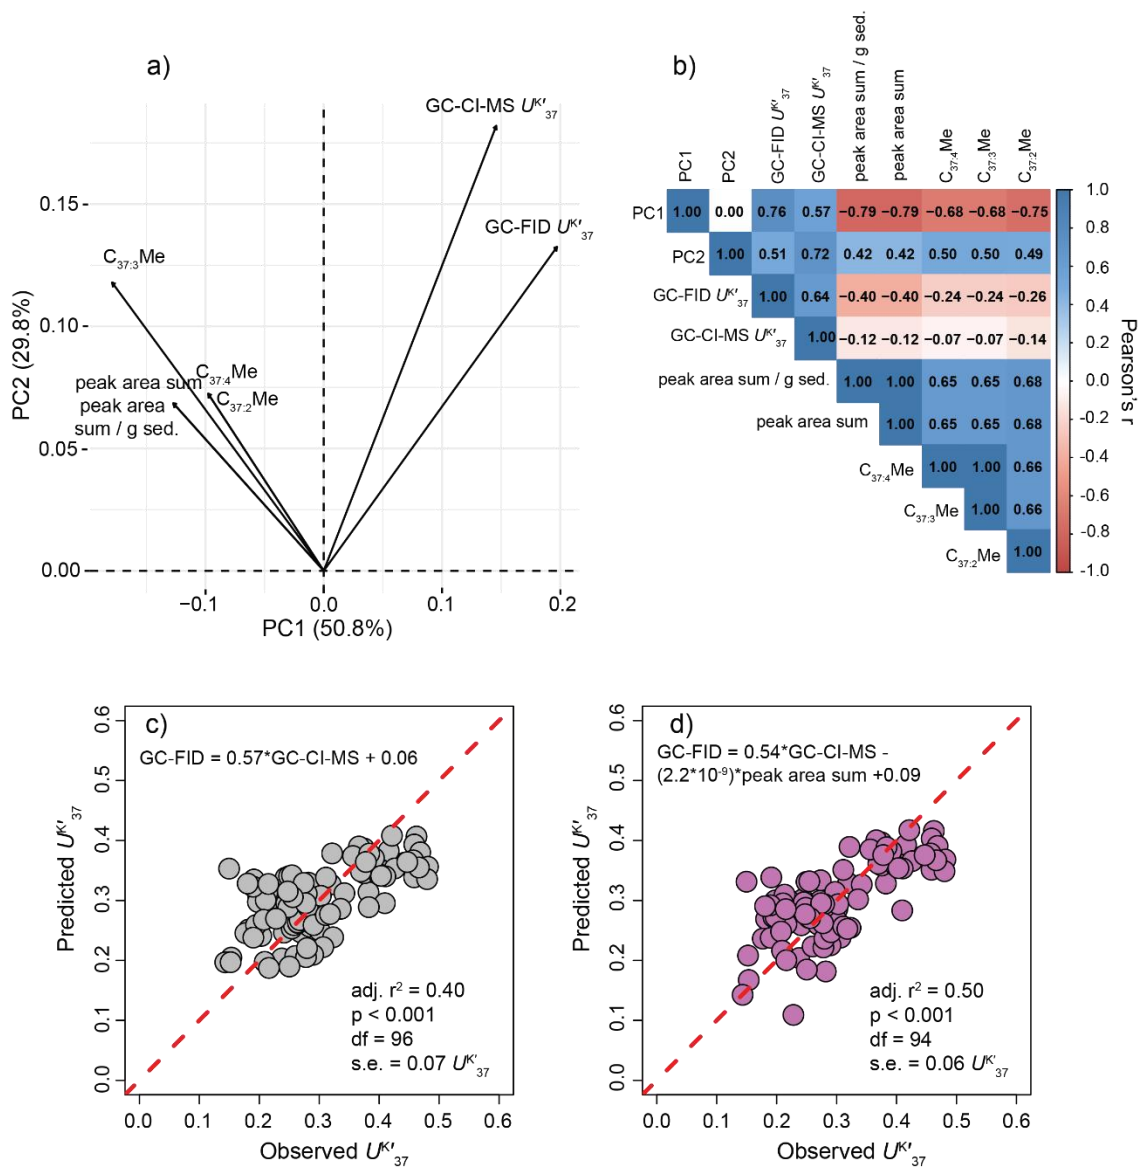 a)
GC-CI-MS U^K′_37
GC-FID U^K′_37
C_37:3Me
C_37:4Me
peak area sum
C_37:2Me
peak area
sum / g sed.
PC2 (29.8%)
0.15
0.10
0.05
0.00
−0.1
0.0
0.1
0.2
PC1 (50.8%)
b)
PC1
PC2
GC-FID U^K′_37
GC-CI-MS U^K′_37
peak area sum / g sed.
peak area sum
C_37:4Me
C_37:3Me
C_37:2Me
PC1 1.00 0.00 0.76 0.57 −0.79 −0.79 −0.68 −0.68 −0.75
PC2 1.00 0.51 0.72 0.42 0.42 0.50 0.50 0.49
GC-FID U^K′_37 1.00 0.64 −0.40 −0.40 −0.24 −0.24 −0.26
GC-CI-MS U^K′_37 1.00 −0.12 −0.12 −0.07 −0.07 −0.14
peak area sum / g sed. 1.00 1.00 0.65 0.65 0.68
peak area sum 1.00 0.65 0.65 0.68
C_37:4Me 1.00 1.00 0.66
C_37:3Me 1.00 0.66
C_37:2Me 1.00
1.0
0.8
0.6
0.4
0.2
0.0
-0.2
-0.4
-0.6
-0.8
-1.0
Pearson's r
c)
GC-FID = 0.57*GC-CI-MS + 0.06
adj. r² = 0.40
p < 0.001
df = 96
s.e. = 0.07 U^K′_37
Predicted U^K′_37
0.6
0.5
0.4
0.3
0.2
0.1
0.0
0.0 0.1 0.2 0.3 0.4 0.5 0.6
Observed U^K′_37
d)
GC-FID = 0.54*GC-CI-MS -
(2.2*10⁻⁹)*peak area sum +0.09
adj. r² = 0.50
p < 0.001
df = 94
s.e. = 0.06 U^K′_37
Predicted U^K′_37
0.6
0.5
0.4
0.3
0.2
0.1
0.0
0.0 0.1 0.2 0.3 0.4 0.5 0.6
Observed U^K′_37